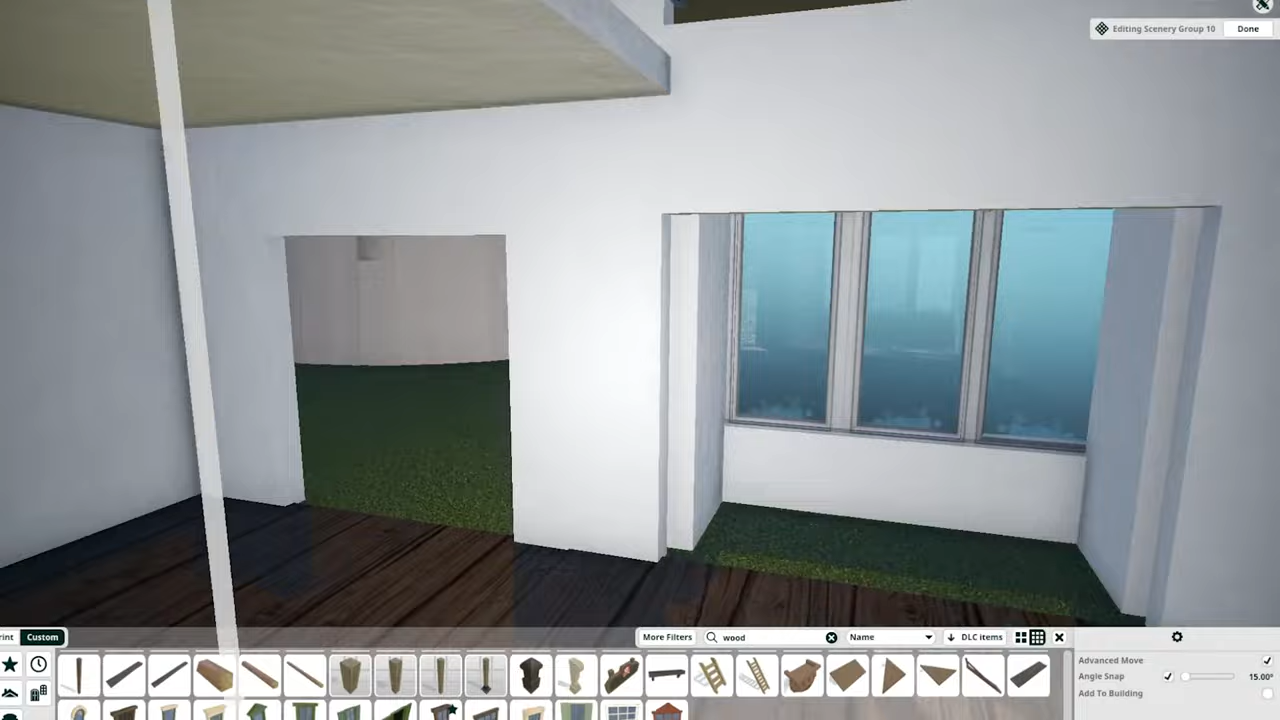 Editing Scenery Group 10
Done
Custom
More Filters
wood
Name
DLC items
Advanced Move
Angle Snap
15.00°
Add To Building